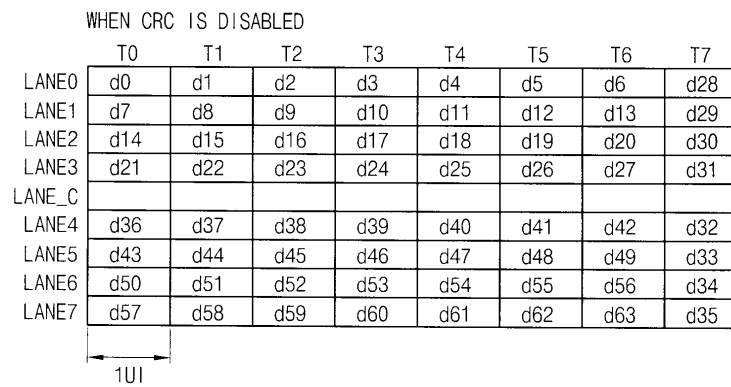 WHEN CRC IS DISABLED
T0 T1 T2 T3 T4 T5 T6 T7
LANE0 d0 d1 d2 d3 d4 d5 d6 d28
LANE1 d7 d8 d9 d10 d11 d12 d13 d29
LANE2 d14 d15 d16 d17 d18 d19 d20 d30
LANE3 d21 d22 d23 d24 d25 d26 d27 d31
LANE_C
LANE4 d36 d37 d38 d39 d40 d41 d42 d32
LANE5 d43 d44 d45 d46 d47 d48 d49 d33
LANE6 d50 d51 d52 d53 d54 d55 d56 d34
LANE7 d57 d58 d59 d60 d61 d62 d63 d35
1UI